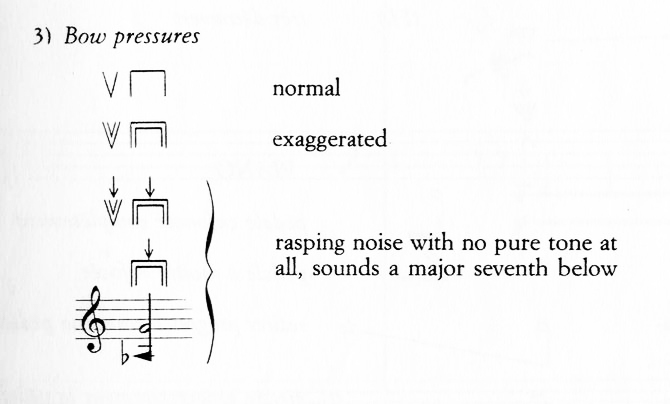 3) Bow pressures
normal
exaggerated
rasping noise with no pure tone at
all, sounds a major seventh below